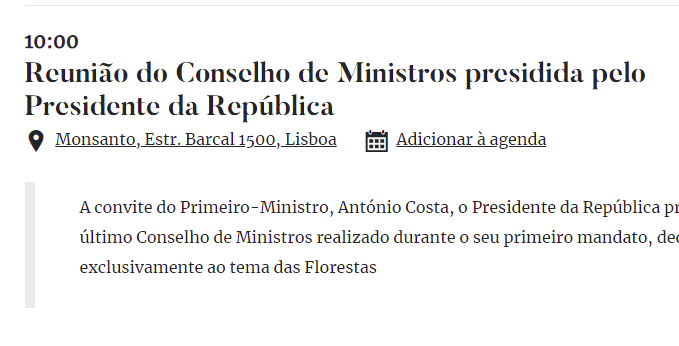 10:00
Reunião do Conselho de Ministros presidida pelo
Presidente da República
Monsanto, Estr. Barcal 1500, Lisboa Adicionar à agenda
A convite do Primeiro-Ministro, António Costa, o Presidente da República
último Conselho de Ministros realizado durante o seu primeiro mandato,
exclusivamente ao tema das Florestas